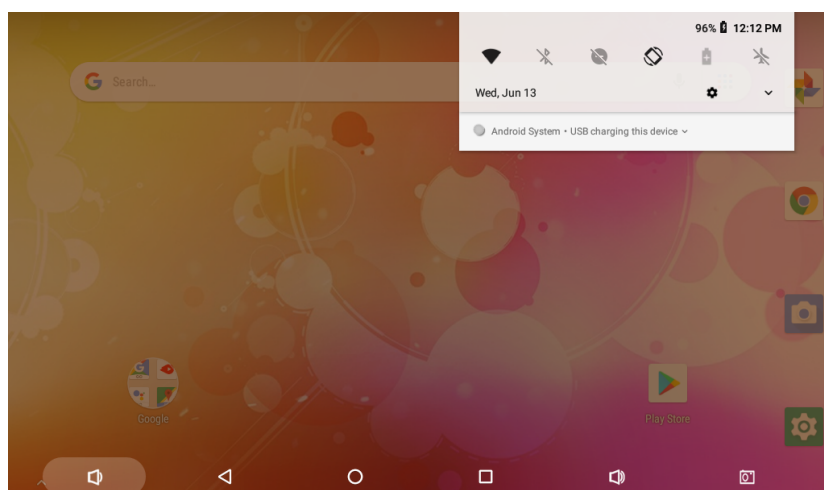 96% 12:12 PM
Search...
Wed, Jun 13
Android System • USB charging this device
Google
Play Store